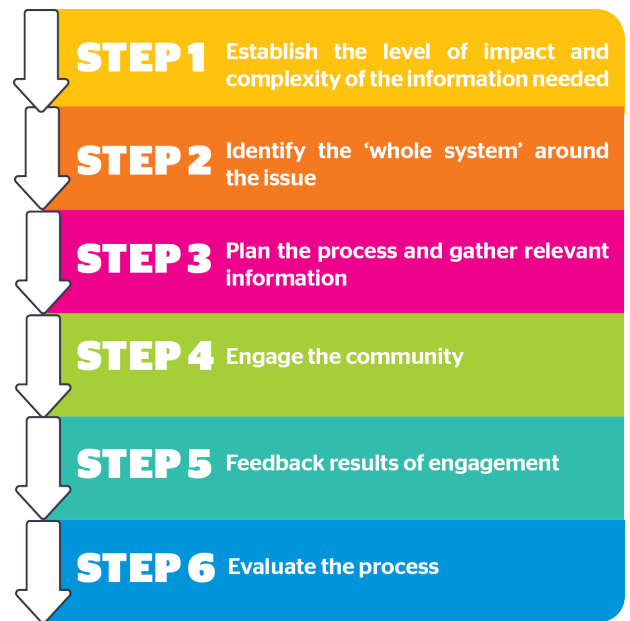 STEP 1
Establish the level of impact and
complexity of the information needed
STEP 2
Identify the ‘whole system’ around
the issue
STEP 3
Plan the process and gather relevant
information
STEP 4
Engage the community
STEP 5
Feedback results of engagement
STEP 6
Evaluate the process